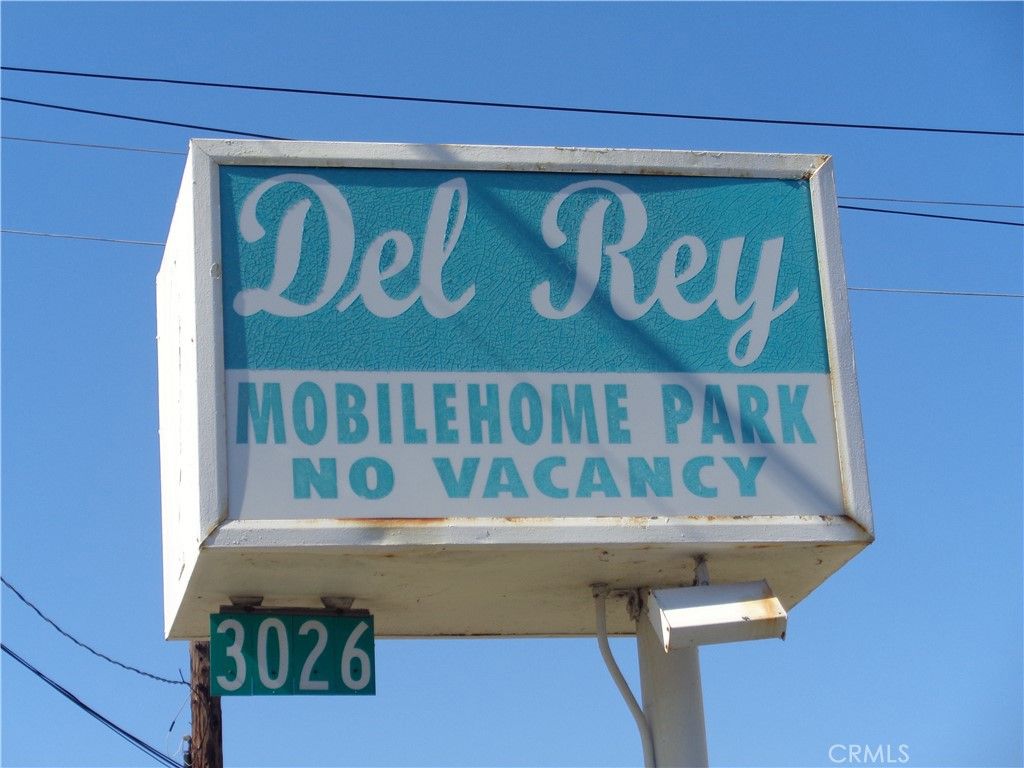 Del Rey
MOBILEHOME PARK
NO VACANCY
3026
CRMLS